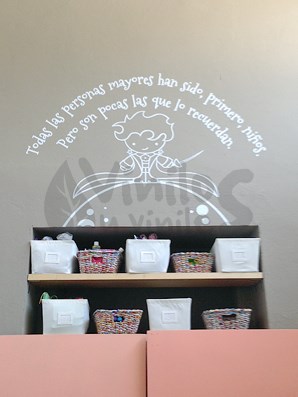 Todas las personas mayores han sido, primero, niños.
Pero son pocas las que lo recuerdan.